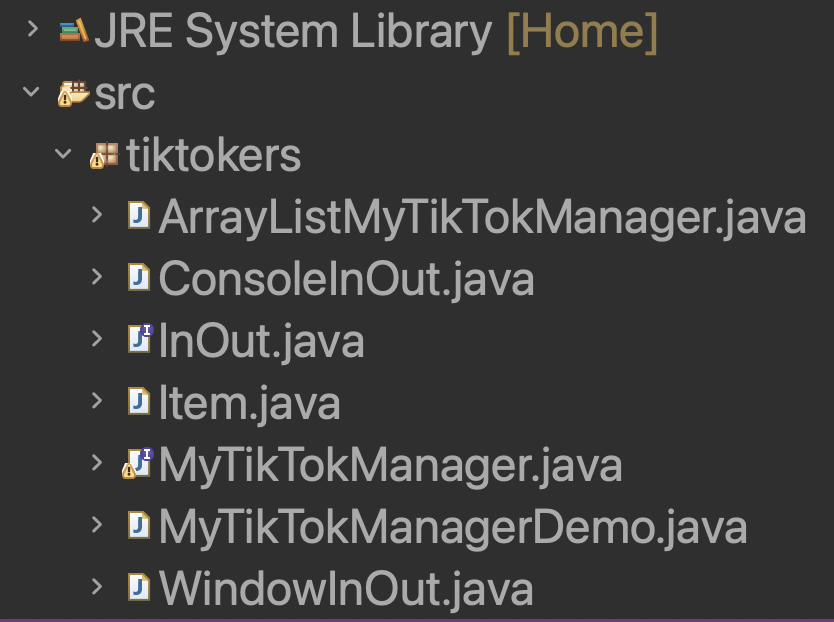 JRE System Library [Home]
src
tiktokers
ArrayListMyTikTokManager.java
ConsoleInOut.java
InOut.java
Item.java
MyTikTokManager.java
MyTikTokManagerDemo.java
WindowInOut.java